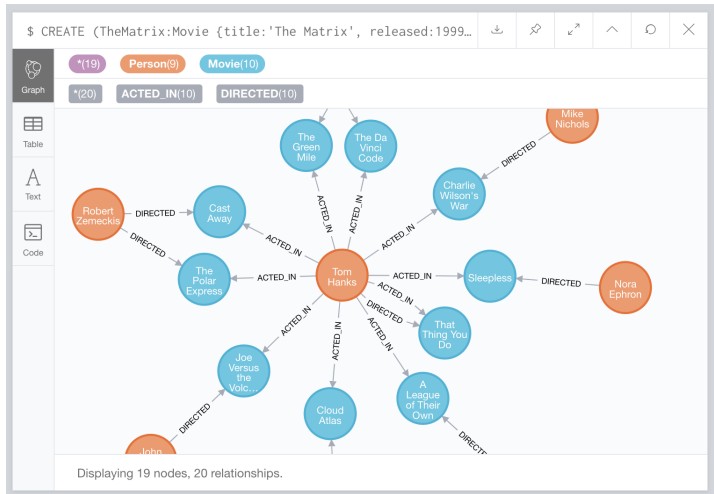 $ CREATE (TheMatrix:Movie {title:'The Matrix', released:1999…
Graph
Table
Text
Code
*(19)
Person(9)
Movie(10)
*(20)
ACTED_IN(10)
DIRECTED(10)
Mike
Nichols
The
Green
Mile
The Da
Vinci
Code
DIRECTED
Charlie
Wilson's
War
ACTED_IN
ACTED_IN
ACTED_IN
Robert
Zemeckis
DIRECTED
Cast
Away
DIRECTED
ACTED_IN
The
Polar
Express
ACTED_IN
Tom
Hanks
ACTED_IN
Sleepless
DIRECTED
Nora
Ephron
ACTED_IN
DIRECTED
That
Thing You
Do
ACTED_IN
ACTED_IN
ACTED_IN
Joe
Versus
the
Volc…
DIRECTED
Cloud
Atlas
A
League
of Their
Own
DIRECTED
John
Displaying 19 nodes, 20 relationships.